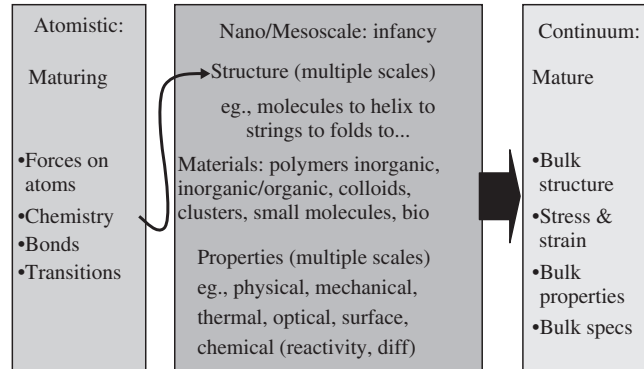 Atomistic:
Maturing
•Forces on
atoms
•Chemistry
•Bonds
•Transitions
Nano/Mesoscale: infancy
Structure (multiple scales)
eg., molecules to helix to
strings to folds to...
Materials: polymers inorganic,
inorganic/organic, colloids,
clusters, small molecules, bio
Properties (multiple scales)
eg., physical, mechanical,
thermal, optical, surface,
chemical (reactivity, diff)
Continuum:
Mature
•Bulk
structure
•Stress &
strain
•Bulk
properties
•Bulk specs